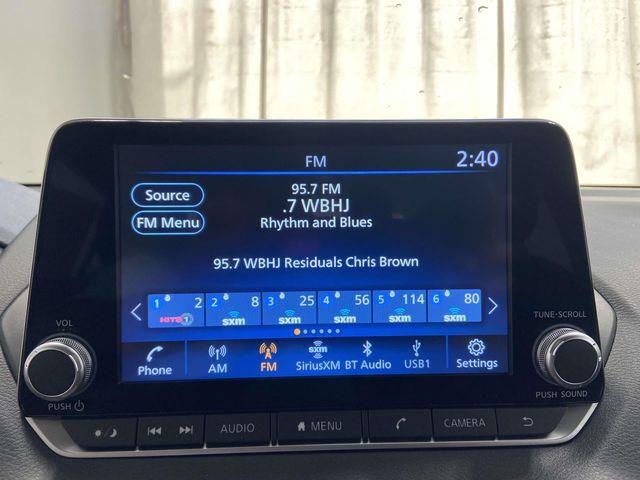 FM
2:40
Source
95.7 FM
.7 WBHJ
FM Menu
Rhythm and Blues
95.7 WBHJ Residuals Chris Brown
1 2 2 8 3 25 4 56 5 114 6 80
HITS 1 sxm sxm sxm sxm sxm
sxm
Phone AM FM SiriusXM BT Audio USB1 Settings
VOL
TUNE·SCROLL
PUSH
PUSH SOUND
AUDIO MENU CAMERA